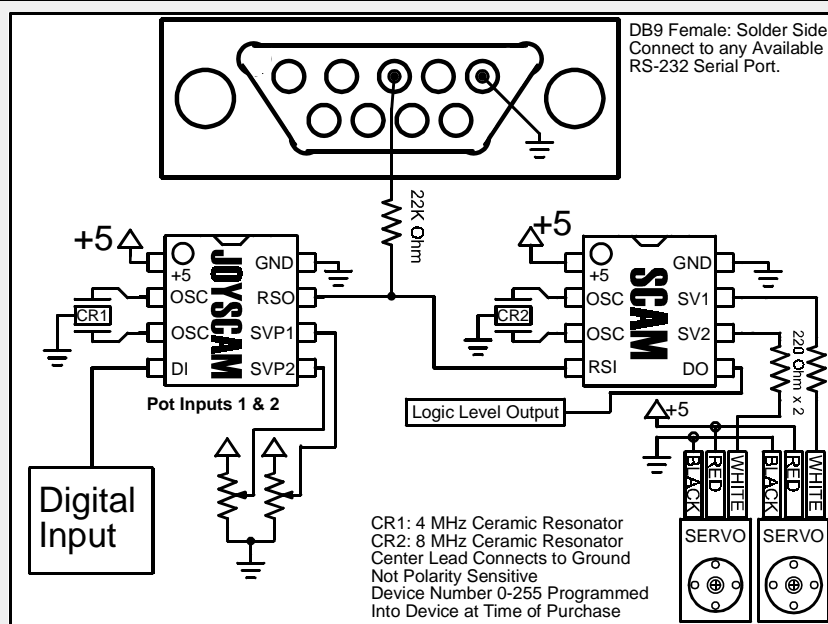 DB9 Female: Solder Side
Connect to any Available
RS-232 Serial Port.
22K Ohm
+5
+5
GND
OSC
RSO
OSC
SVP1
DI
SVP2
JOYSCAM
CR1
Pot Inputs 1 & 2
+5
+5
GND
OSC
SV1
OSC
SV2
RSI
DO
SCAM
CR2
220 Ohm x 2
Logic Level Output
+5
BLACK
RED
WHITE
BLACK
RED
WHITE
SERVO
SERVO
Digital
Input
CR1: 4 MHz Ceramic Resonator
CR2: 8 MHz Ceramic Resonator
Center Lead Connects to Ground
Not Polarity Sensitive
Device Number 0-255 Programmed
Into Device at Time of Purchase